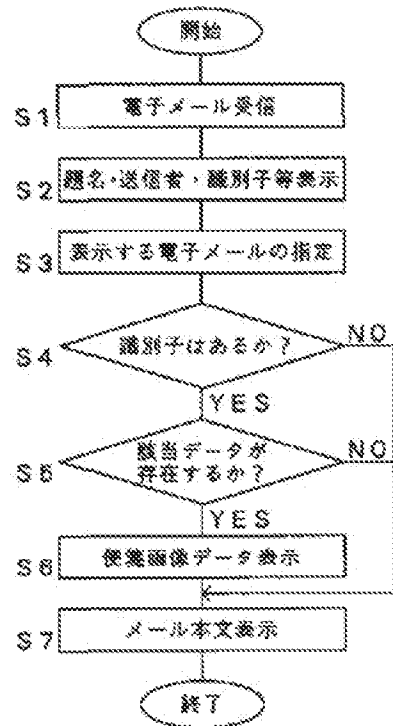 開始
S1 電子メール受信
S2 題名・送信者・識別子等表示
S3 表示する電子メールの指定
S4 識別子はあるか？ NO
YES
S5 該当データが NO
存在するか？
YES
S6 便箋画像データ表示
S7 メール本文表示
終了